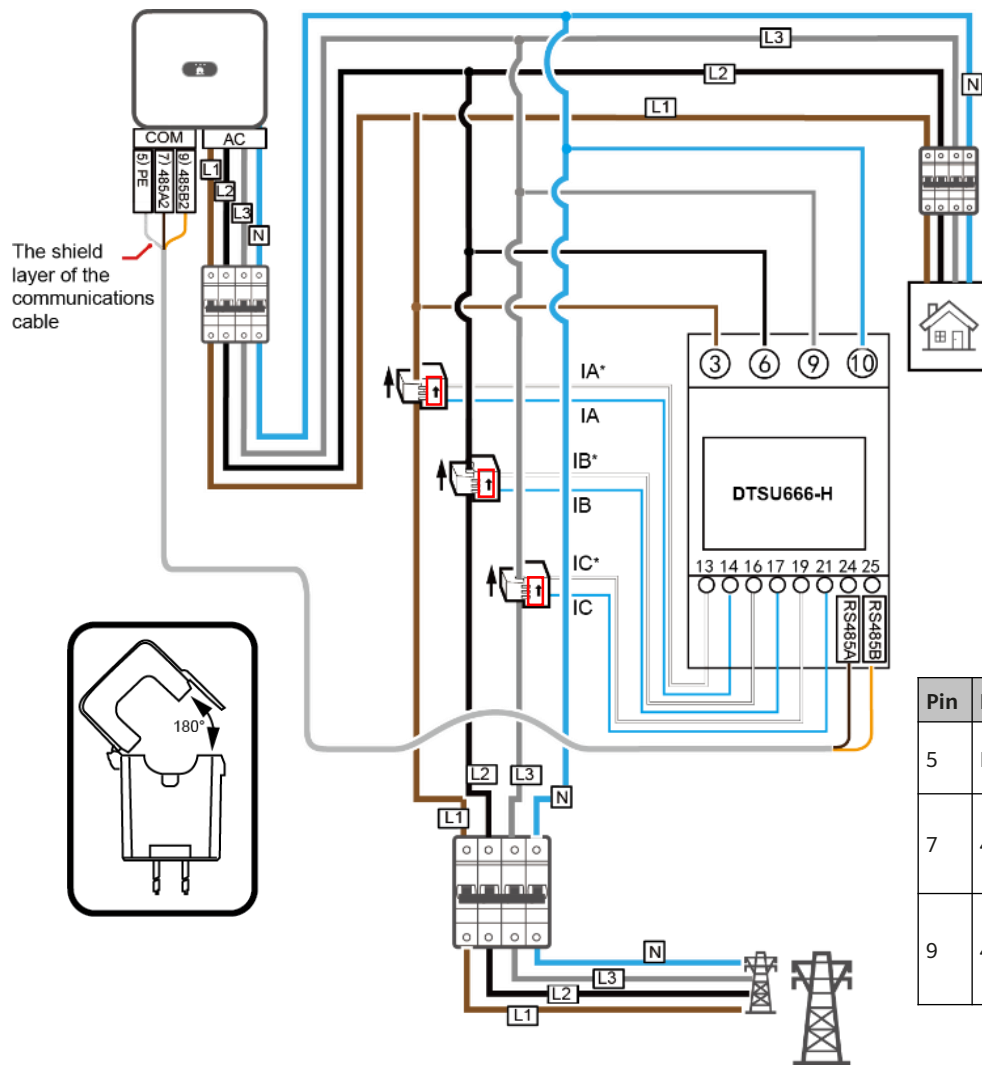 L3
L2
N
L1
COM
AC
5) PE
7) 485A2
9) 485B2
L1
L2
L3
N
The shield
layer of the
communications
cable
3
6
9
10
IA*
IA
IB*
IB
DTSU666-H
IC*
IC
13 14 16 17 19 21 24 25
RS485A
RS485B
180°
Pin
5
7
9
L2
L3
N
L1
N
L3
L2
L1